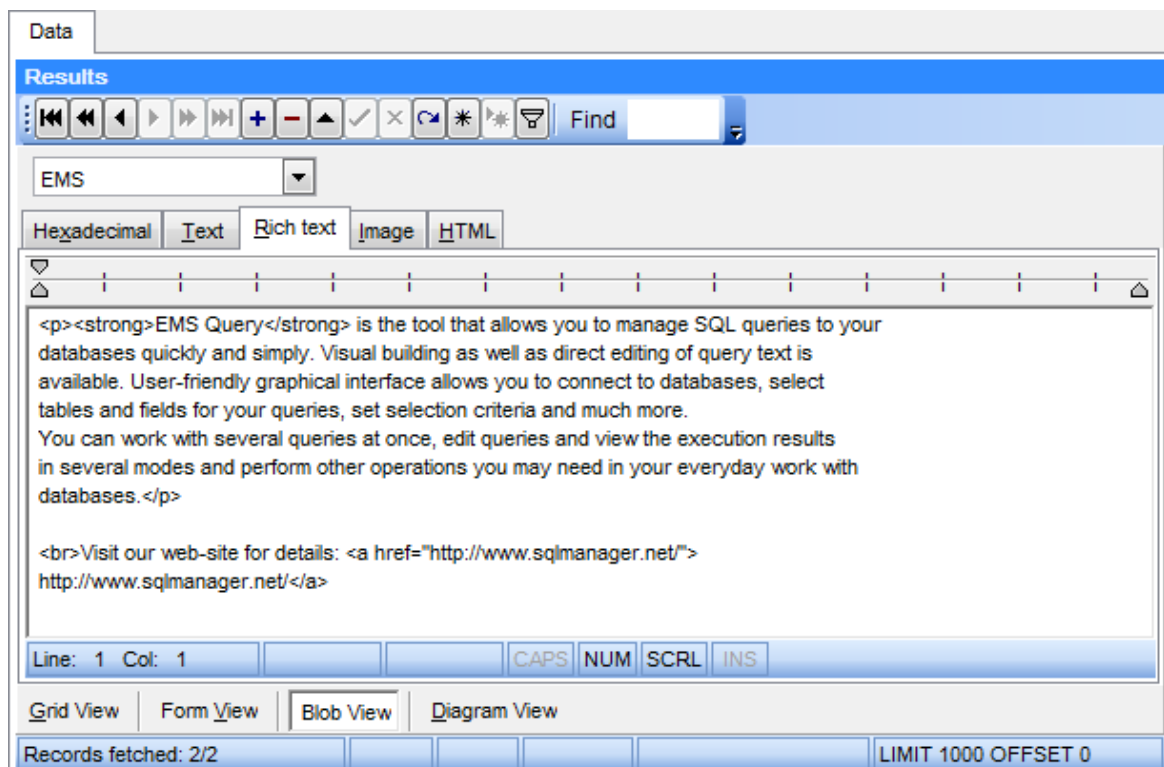 Data
Results
Find
EMS
Hexadecimal Text Rich text Image HTML
<p><strong>EMS Query</strong> is the tool that allows you to manage SQL queries to your
databases quickly and simply. Visual building as well as direct editing of query text is
available. User-friendly graphical interface allows you to connect to databases, select
tables and fields for your queries, set selection criteria and much more.
You can work with several queries at once, edit queries and view the execution results
in several modes and perform other operations you may need in your everyday work with
databases.</p>
<br>Visit our web-site for details: <a href="http://www.sqlmanager.net/">
http://www.sqlmanager.net/</a>
Line: 1 Col: 1 CAPS NUM SCRL INS
Grid View Form View Blob View Diagram View
Records fetched: 2/2 LIMIT 1000 OFFSET 0